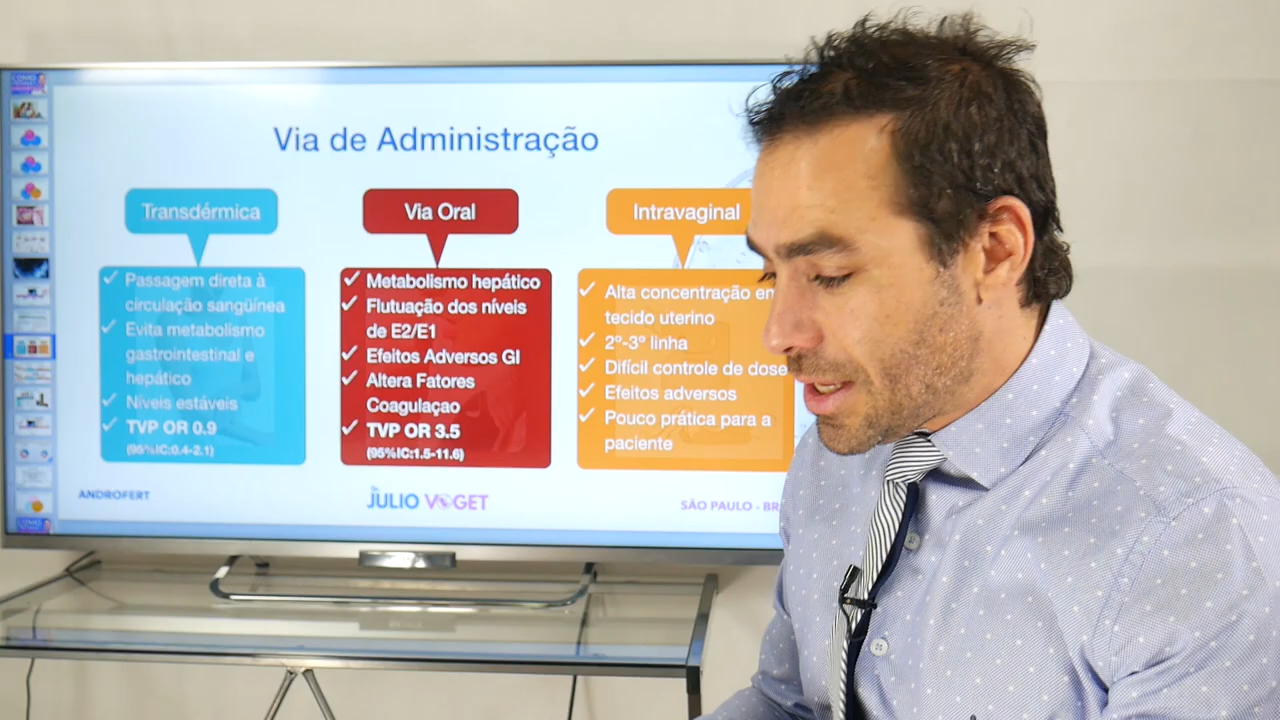 Via de Administração
Transdérmica
Passagem direta à
circulação sangüínea
Evita metabolismo
gastrointestinal e
hepático
Níveis estáveis
TVP OR 0.9
(95%IC:0.4-2.1)
Via Oral
Metabolismo hepático
Flutuação dos níveis
de E2/E1
Efeitos Adversos GI
Altera Fatores
Coagulaçao
TVP OR 3.5
(95%IC:1.5-11.6)
Intravaginal
Alta concentração em
tecido uterino
2º-3º linha
Difícil controle de dose
Efeitos adversos
Pouco prática para a
paciente
ANDROFERT
Dr. JULIO VOGET
SÃO PAULO - BR